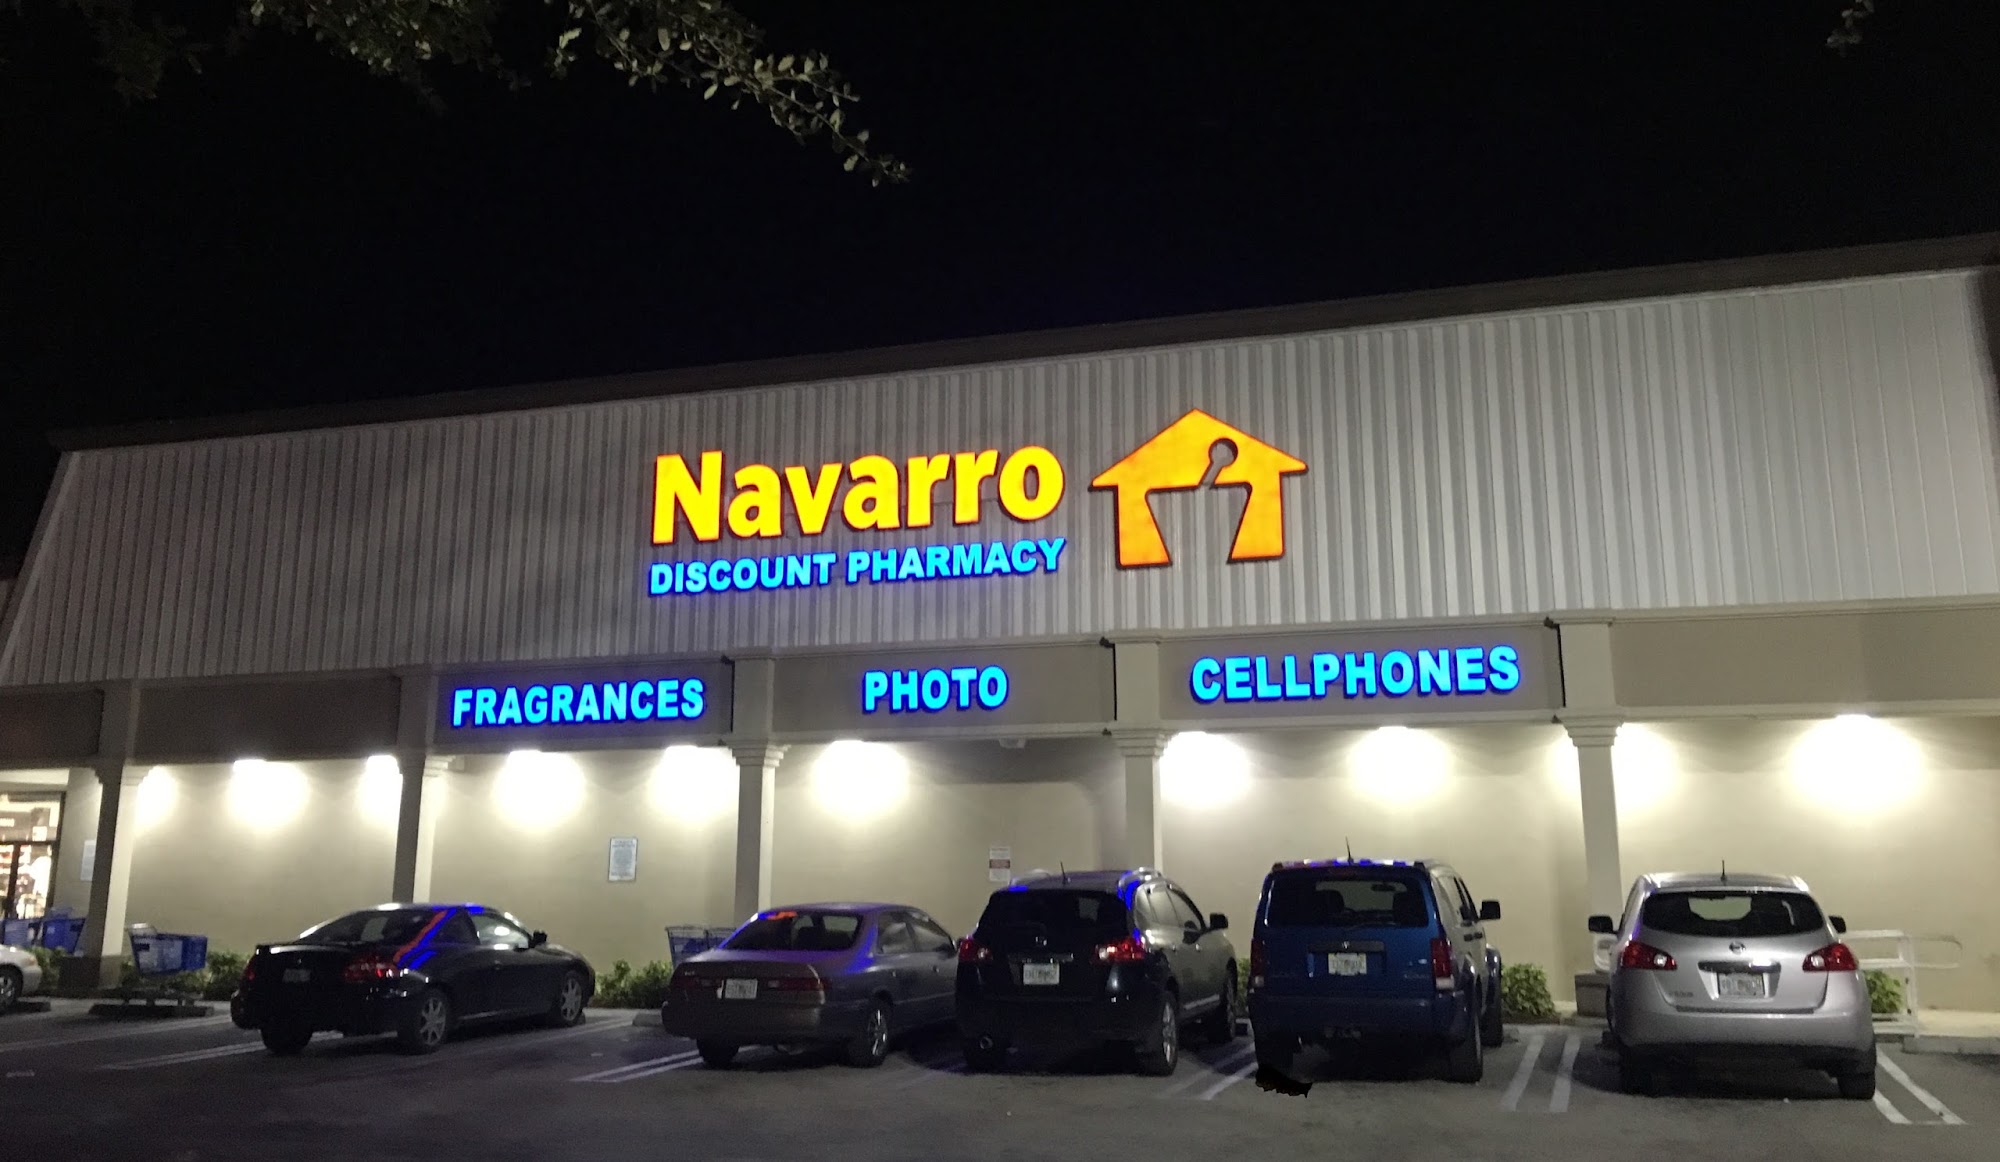 Navarro
DISCOUNT PHARMACY
FRAGRANCES
PHOTO
CELLPHONES